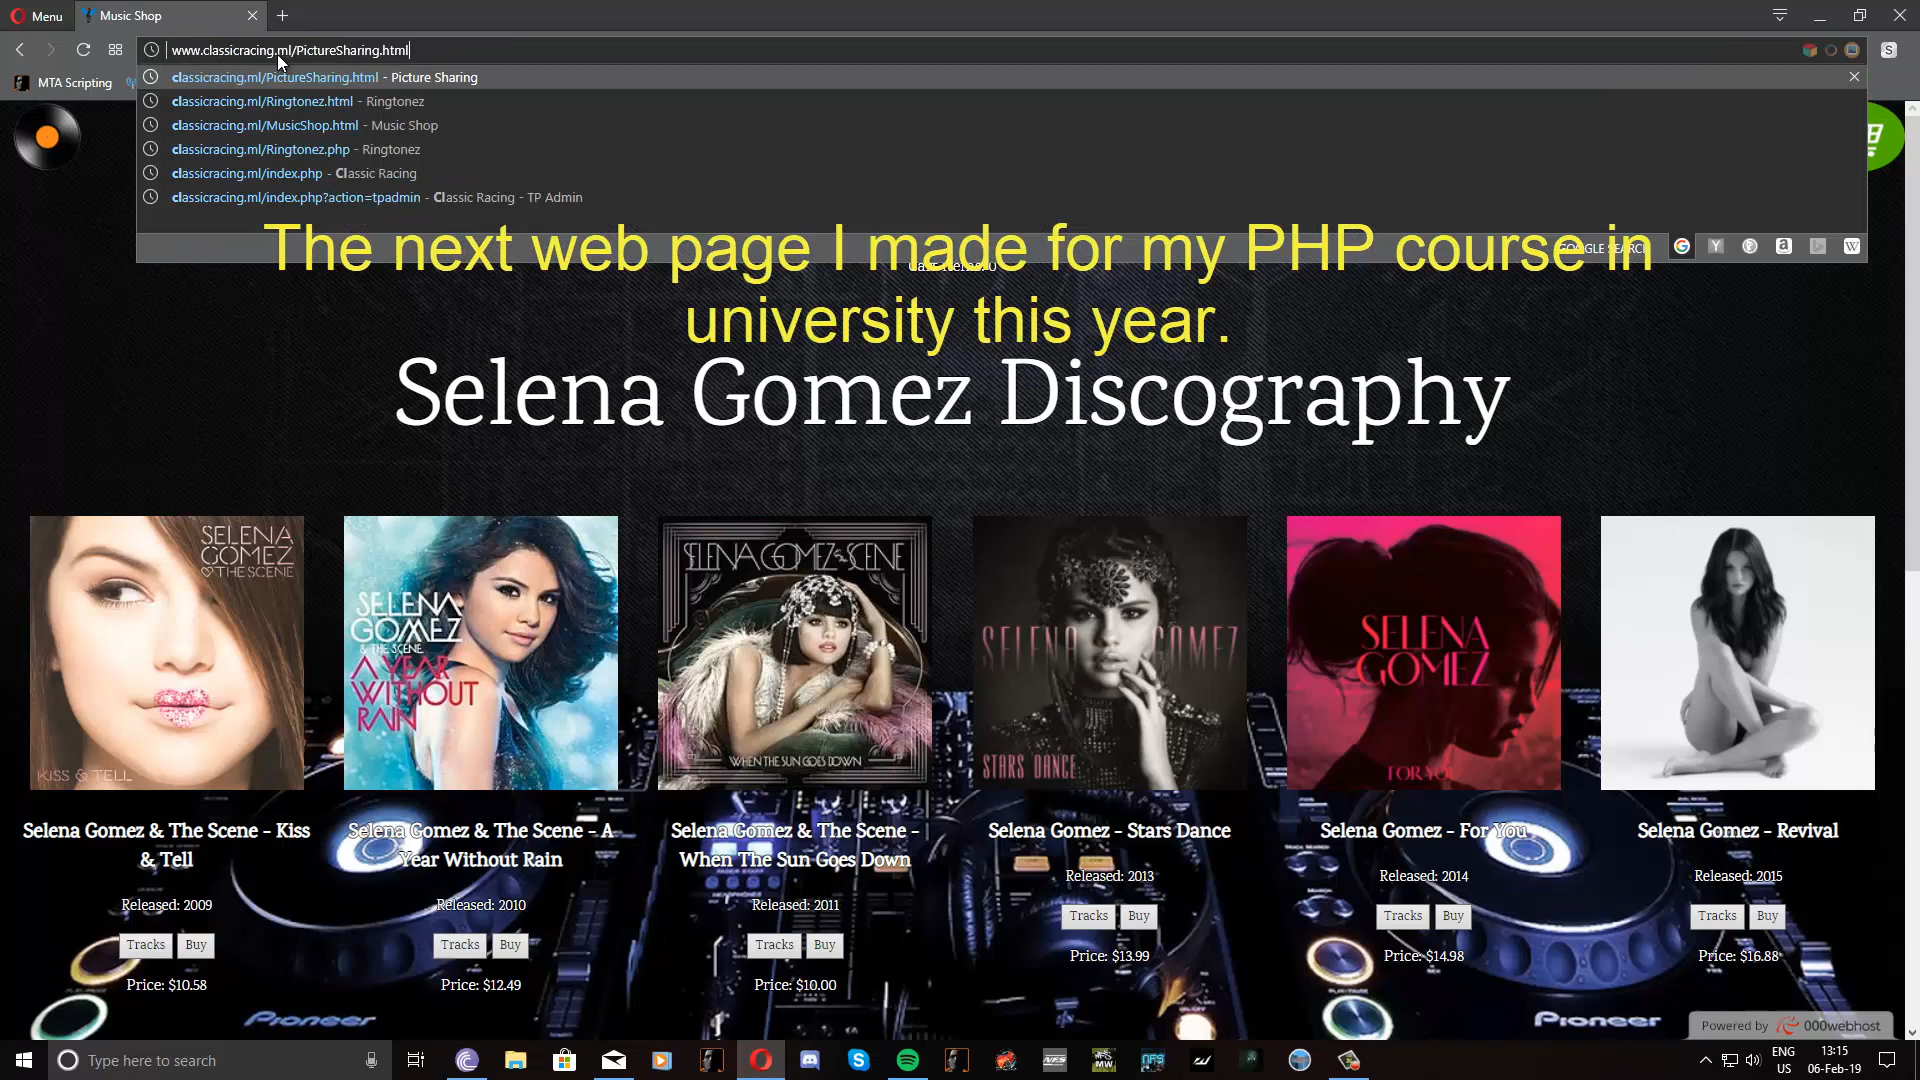 Menu
Music Shop
www.classicracing.ml/PictureSharing.html
S
MTA Scripting
classicracing.ml/PictureSharing.html - Picture Sharing
classicracing.ml/Ringtonez.html - Ringtonez
classicracing.ml/MusicShop.html - Music Shop
classicracing.ml/Ringtonez.php - Ringtonez
classicracing.ml/index.php - Classic Racing
classicracing.ml/index.php?action=tpadmin - Classic Racing - TP Admin
GOOGLE SEARCH
The next web page I made for my PHP course in
university this year.
Selena Gomez Discography
SELENA
GOMEZ
& THE SCENE
KISS & TELL
SELENA
GOMEZ
& THE SCENE
A YEAR
WITHOUT
RAIN
SELENA GOMEZ & THE SCENE
WHEN THE SUN GOES DOWN
SELENA GOMEZ
STARS DANCE
SELENA
GOMEZ
FOR YOU
Selena Gomez & The Scene - Kiss
& Tell
Released: 2009
Tracks Buy
Price: $10.58
Selena Gomez & The Scene - A
Year Without Rain
Released: 2010
Tracks Buy
Price: $12.49
Selena Gomez & The Scene -
When The Sun Goes Down
Released: 2011
Tracks Buy
Price: $10.00
Selena Gomez - Stars Dance
Released: 2013
Tracks Buy
Price: $13.99
Selena Gomez - For You
Released: 2014
Tracks Buy
Price: $14.98
Selena Gomez - Revival
Released: 2015
Tracks Buy
Price: $16.88
Pioneer
Pioneer
Powered by 000webhost
Type here to search
ENG
US
13:15
06-Feb-19